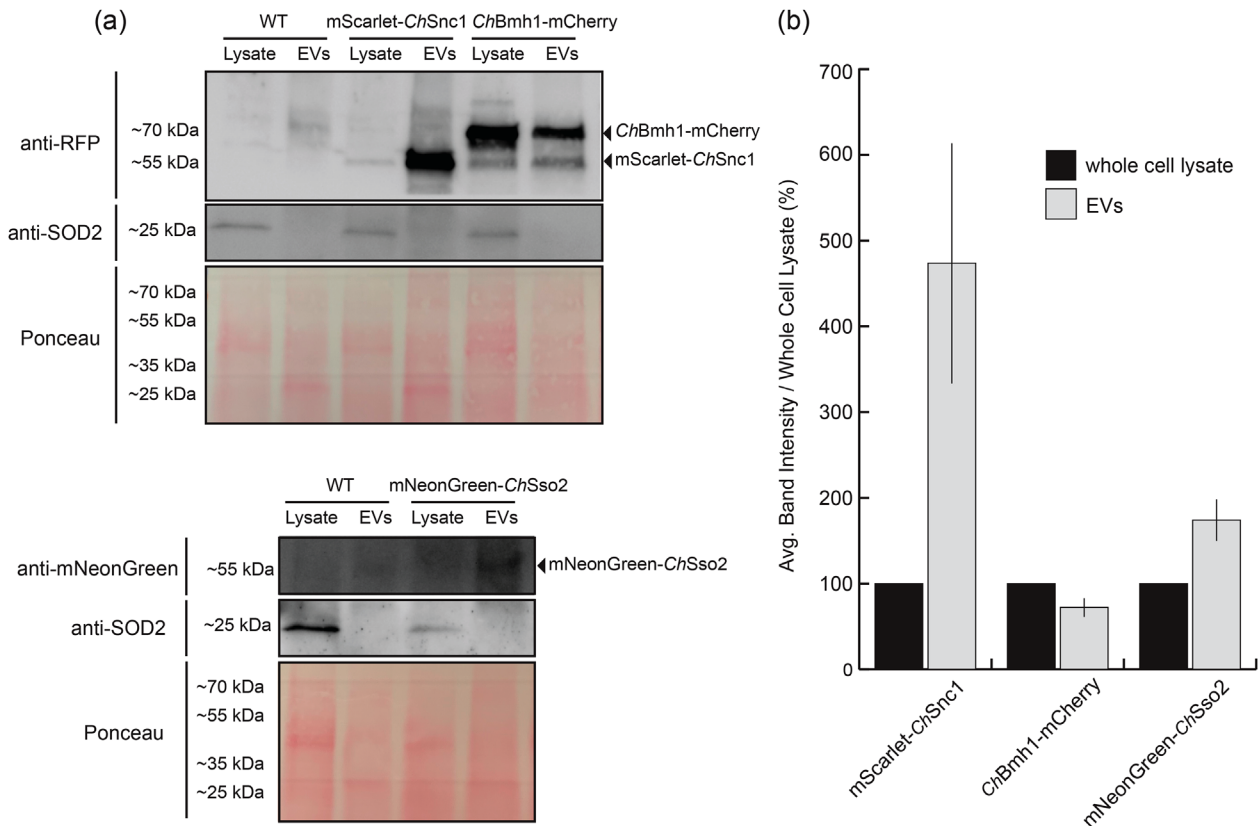 (a)
WT mScarlet-ChSnc1 ChBmh1-mCherry
Lysate EVs Lysate EVs Lysate EVs
anti-RFP
~70 kDa
~55 kDa
ChBmh1-mCherry
mScarlet-ChSnc1
anti-SOD2
~25 kDa
Ponceau
~70 kDa
~55 kDa
~35 kDa
~25 kDa
WT mNeonGreen-ChSso2
Lysate EVs Lysate EVs
anti-mNeonGreen
~55 kDa
mNeonGreen-ChSso2
anti-SOD2
~25 kDa
Ponceau
~70 kDa
~55 kDa
~35 kDa
~25 kDa
(b)
Avg. Band Intensity / Whole Cell Lysate (%)
700
600
500
400
300
200
100
0
whole cell lysate
EVs
mScarlet-ChSnc1
ChBmh1-mCherry
mNeonGreen-ChSso2